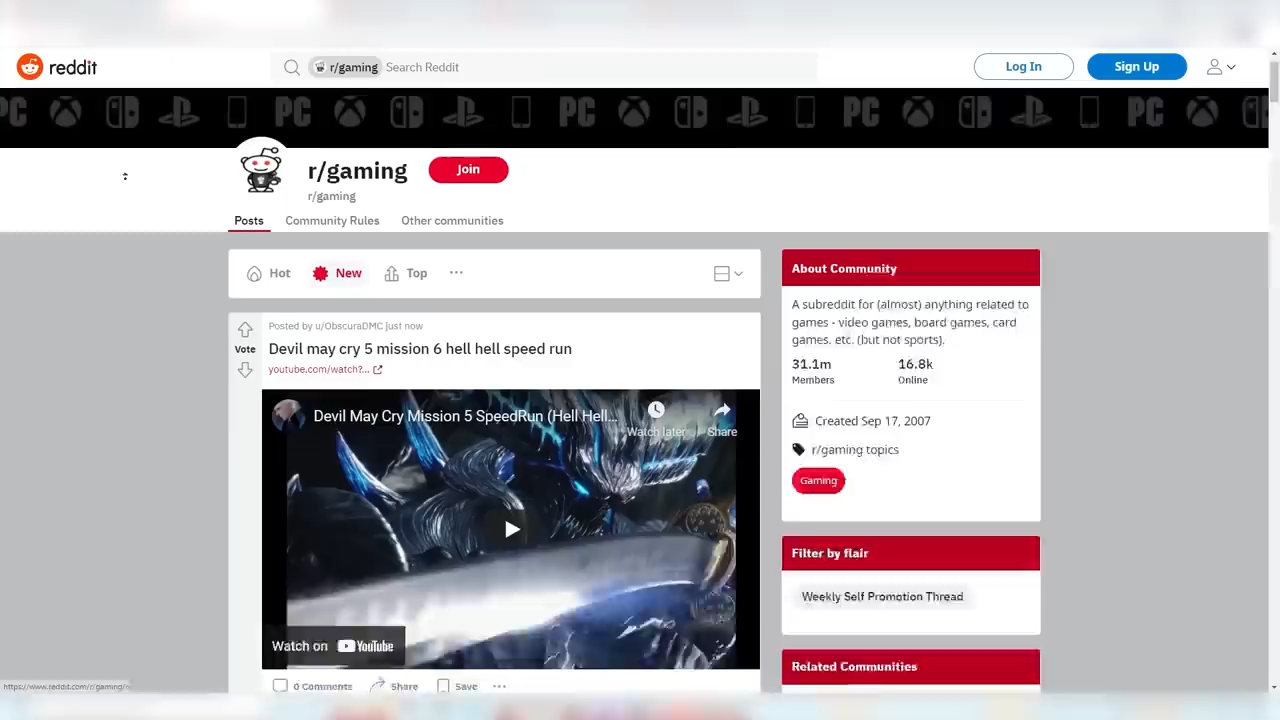 reddit
r/gaming Search Reddit
Log In
Sign Up
PC PC PC
r/gaming
Join
r/gaming
Posts
Community Rules
Other communities
Hot
New
Top
Posted by u/ObscuraDMC just now
Vote
Devil may cry 5 mission 6 hell hell speed run
youtube.com/watch?...
Devil May Cry Mission 5 SpeedRun (Hell Hell...
Watch later
Share
Watch on YouTube
0 Comments
Share
Save
About Community
A subreddit for (almost) anything related to
games - video games, board games, card
games, etc. (but not sports).
31.1m
Members
16.8k
Online
Created Sep 17, 2007
r/gaming topics
Gaming
Filter by flair
Weekly Self Promotion Thread
Related Communities